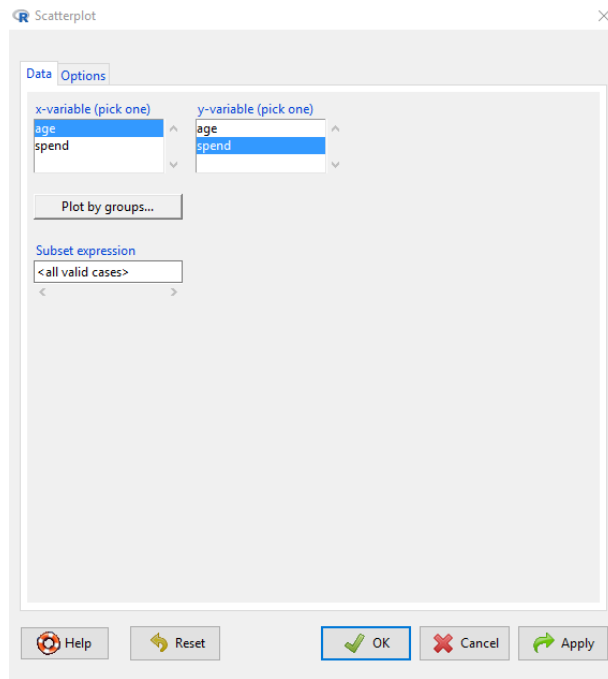 Scatterplot
Data Options
x-variable (pick one) y-variable (pick one)
age age
spend spend
Plot by groups...
Subset expression
<all valid cases>
Help Reset OK Cancel Apply